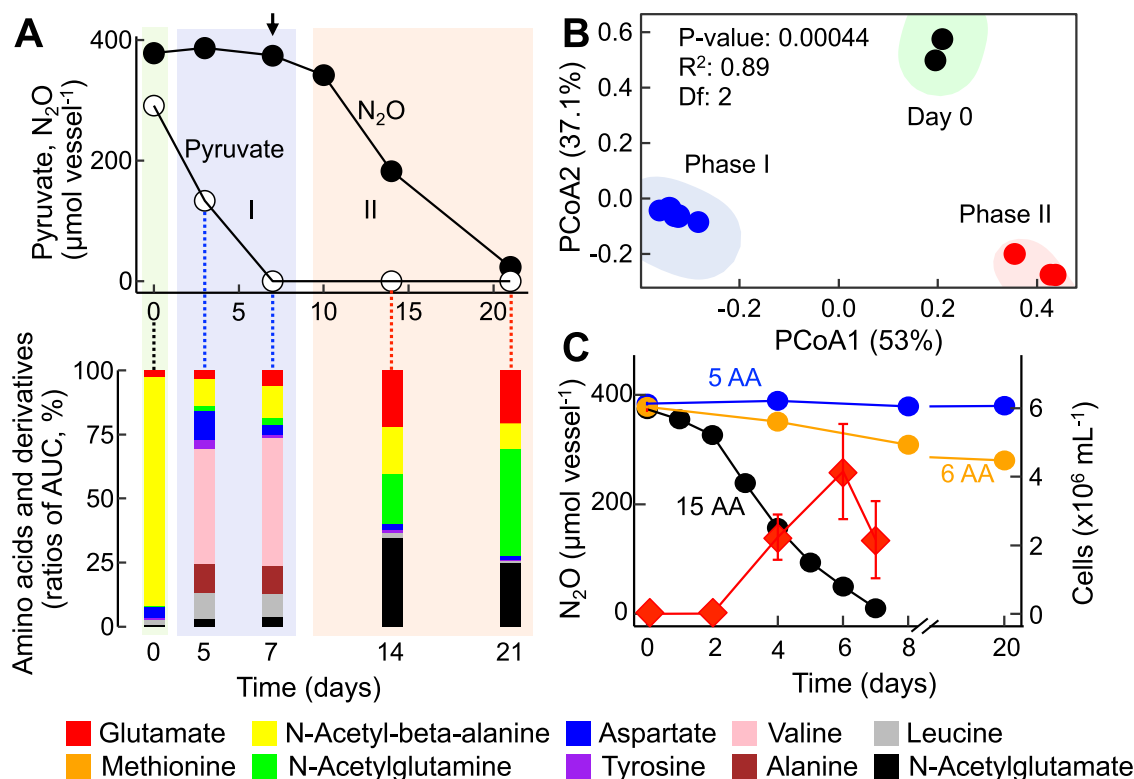 A
Pyruvate, N₂O
(µmol vessel⁻¹)
400
200
0
N₂O
Pyruvate
I
II
0 5 10 15 20
Amino acids and derivatives
(ratios of AUC, %)
100
75
50
25
0
0 5 7 14 21
Time (days)
B
P-value: 0.00044
R²: 0.89
Df: 2
Day 0
Phase I
Phase II
PCoA2 (37.1%)
0.6
0.4
0.2
0.0
-0.2
-0.2 0.0 0.2 0.4
PCoA1 (53%)
C
N₂O (µmol vessel⁻¹)
400
200
0
5 AA
6 AA
15 AA
6
4
2
0
Cells (x10⁶ mL⁻¹)
0 2 4 6 8 20
Time (days)
Glutamate N-Acetyl-beta-alanine Aspartate Valine Leucine
Methionine N-Acetylglutamine Tyrosine Alanine N-Acetylglutamate